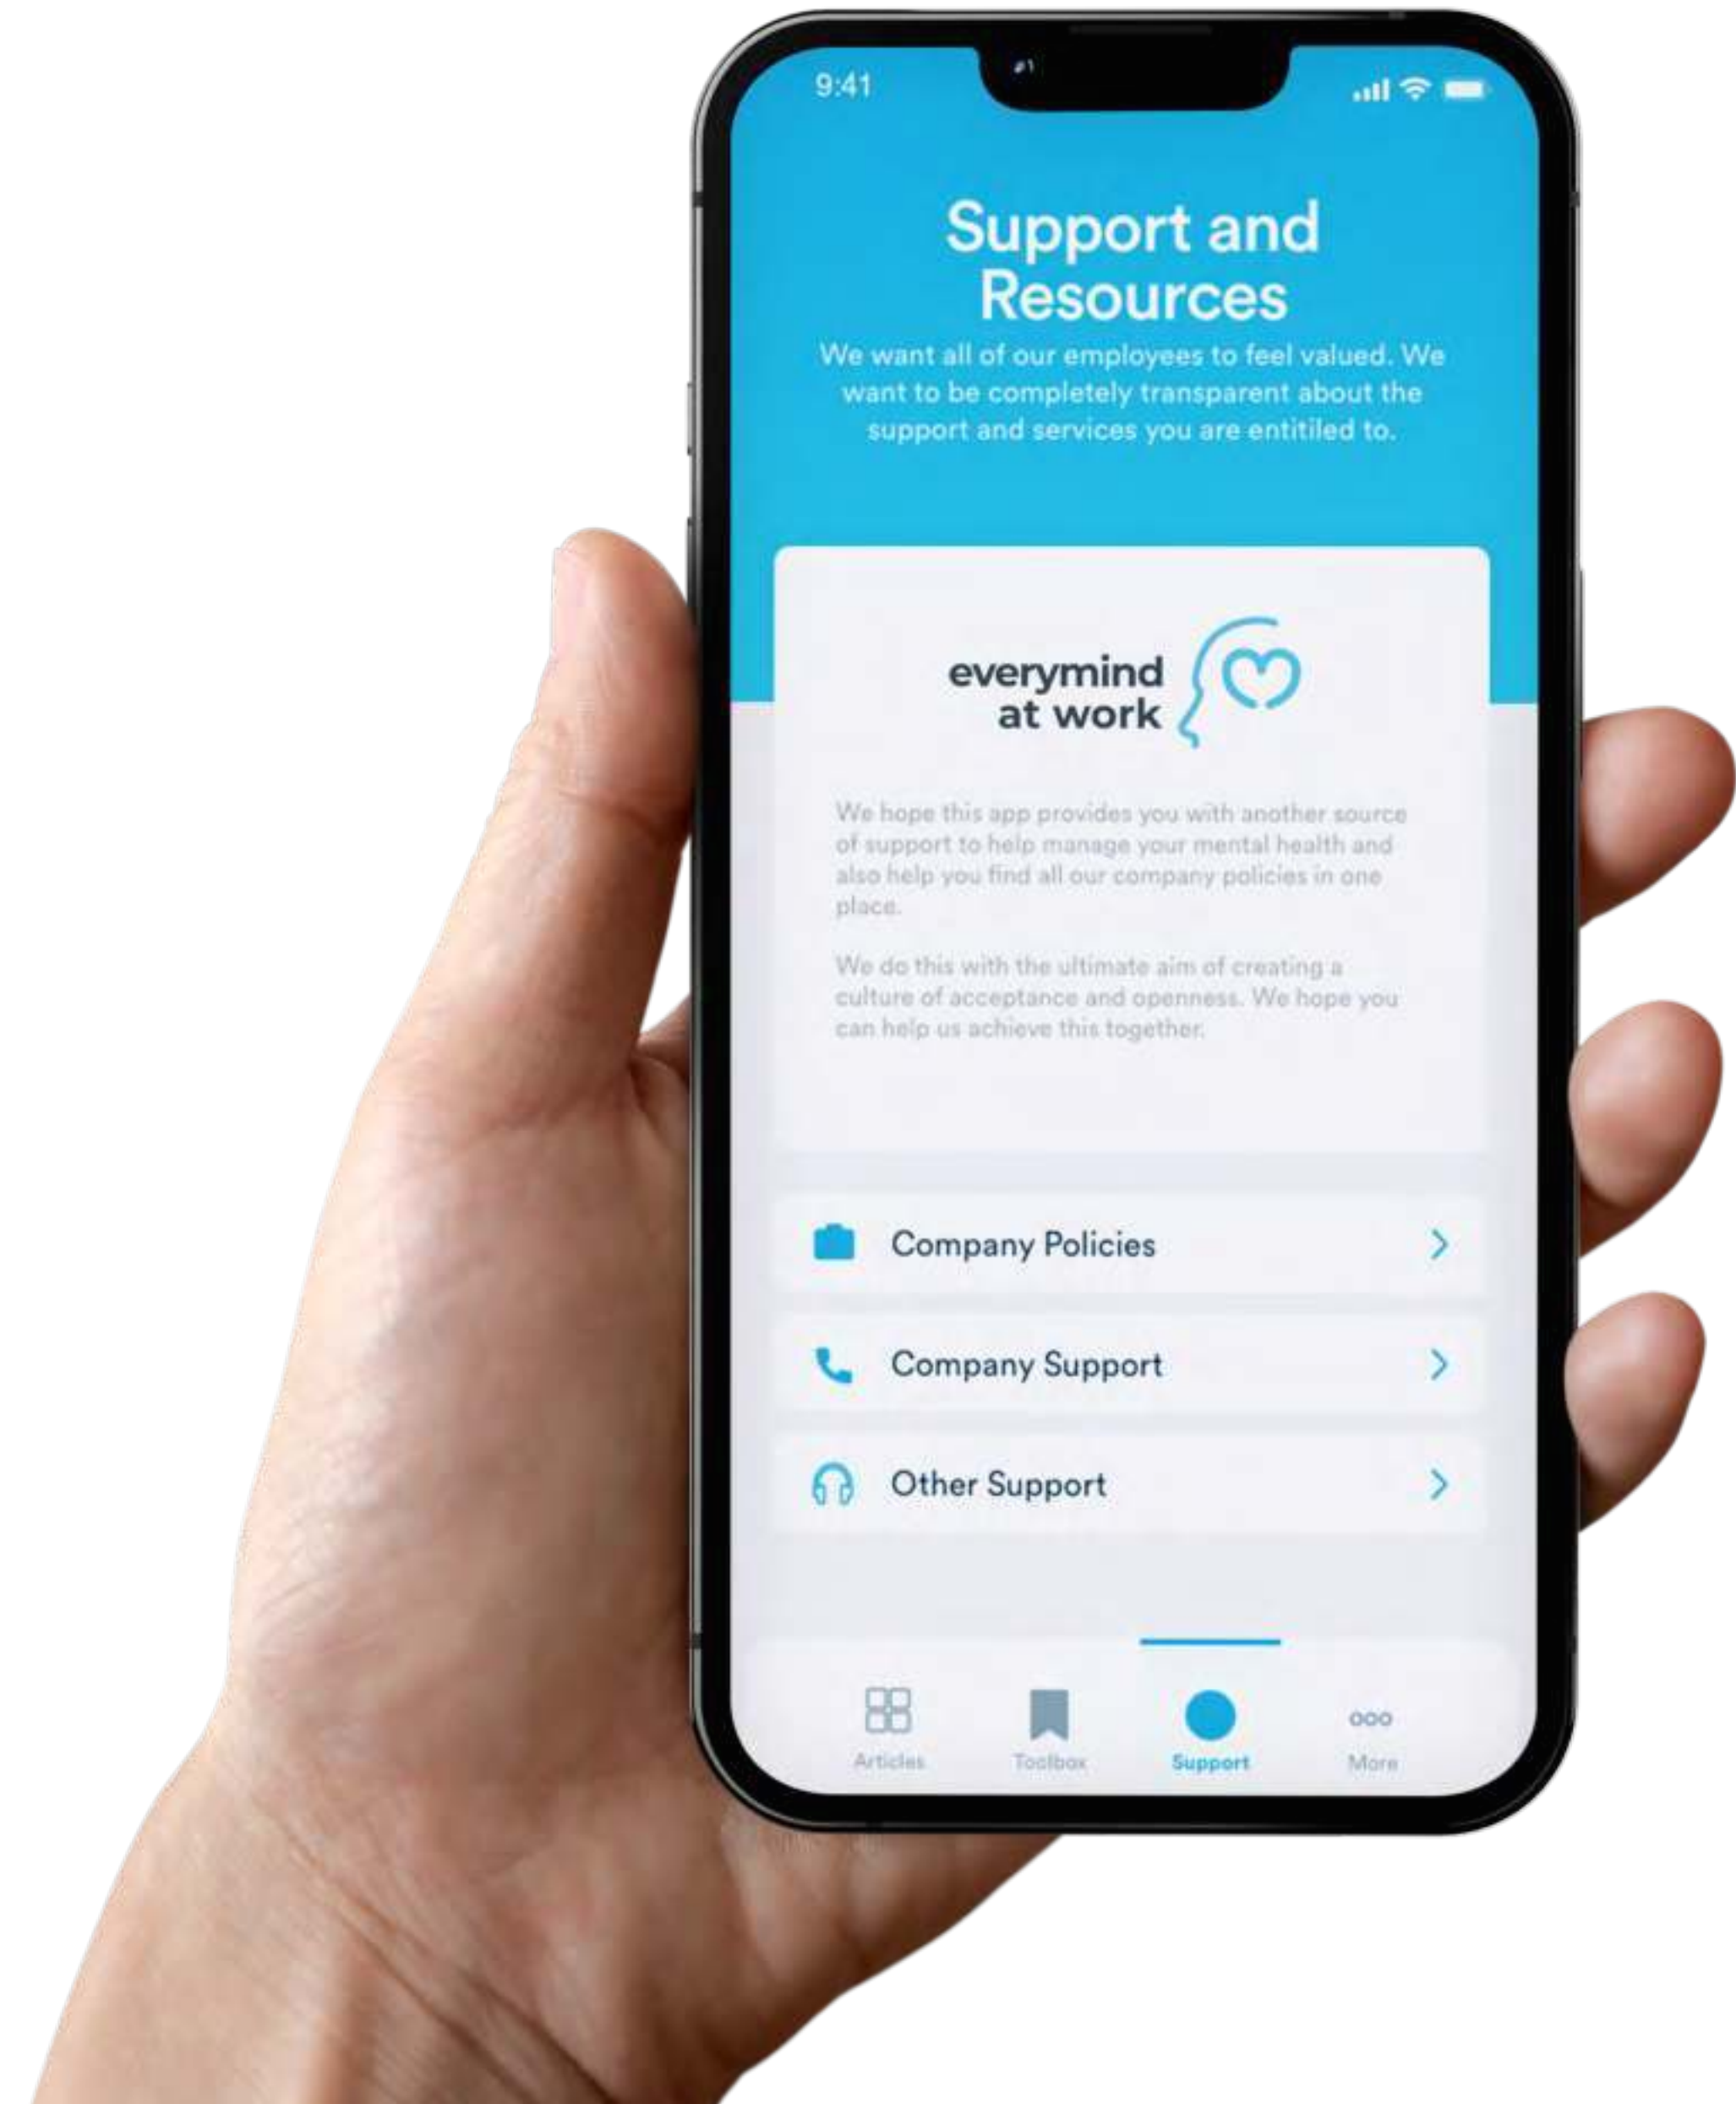 9:41
Support and
Resources
We want all of our employees to feel valued. We
want to be completely transparent about the
support and services you are entitiled to.
everymind
at work
We hope this app provides you with another source
of support to help manage your mental health and
also help you find all our company policies in one
place.
We do this with the ultimate aim of creating a
culture of acceptance and openness. We hope you
can help us achieve this together.
Company Policies
Company Support
Other Support
Articles
Toolbox
Support
More